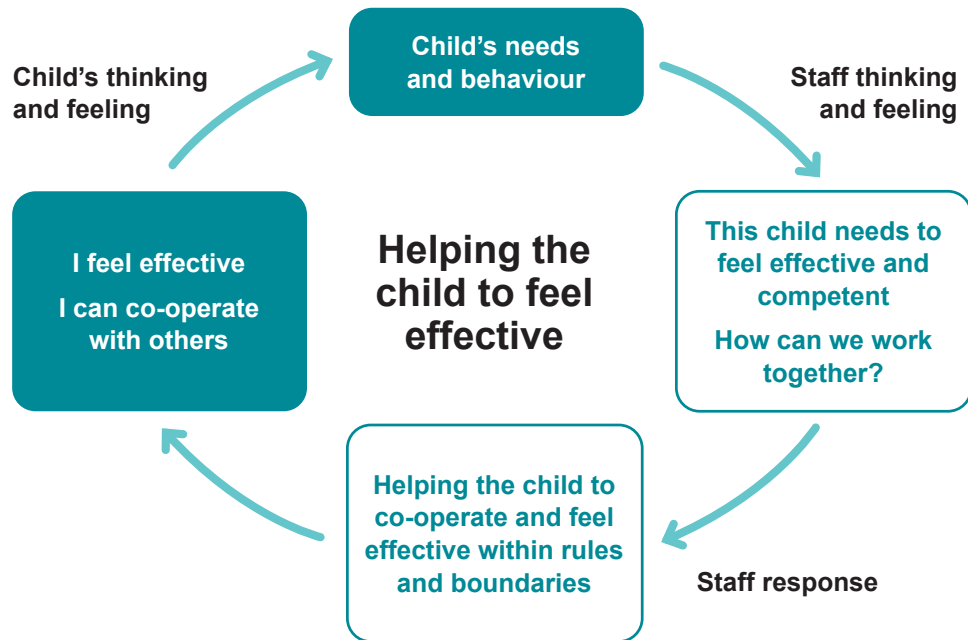 Child’s needs
and behaviour
Child’s thinking
and feeling
Staff thinking
and feeling
I feel effective
I can co-operate
with others
Helping the
child to feel
effective
This child needs to
feel effective and
competent
How can we work
together?
Helping the child to
co-operate and feel
effective within rules
and boundaries
Staff response